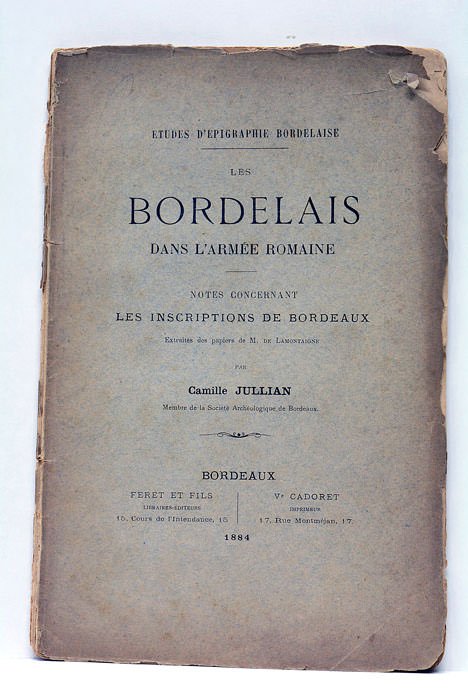 ETUDES D'EPIGRAPHIE BORDELAISE
LES
BORDELAIS
DANS L'ARMÉE ROMAINE
NOTES CONCERNANT
LES INSCRIPTIONS DE BORDEAUX
Extraites des papiers de M. DE LAMONTAIGNE
PAR
Camille JULLIAN
Membre de la Société Archéologique de Bordeaux.
BORDEAUX
FERET ET FILS
LIBRAIRES-EDITEURS
15, Cours de l'Intendance, 15
Ve CADORET
IMPRIMEUR
17, Rue Montméjan, 17
1884